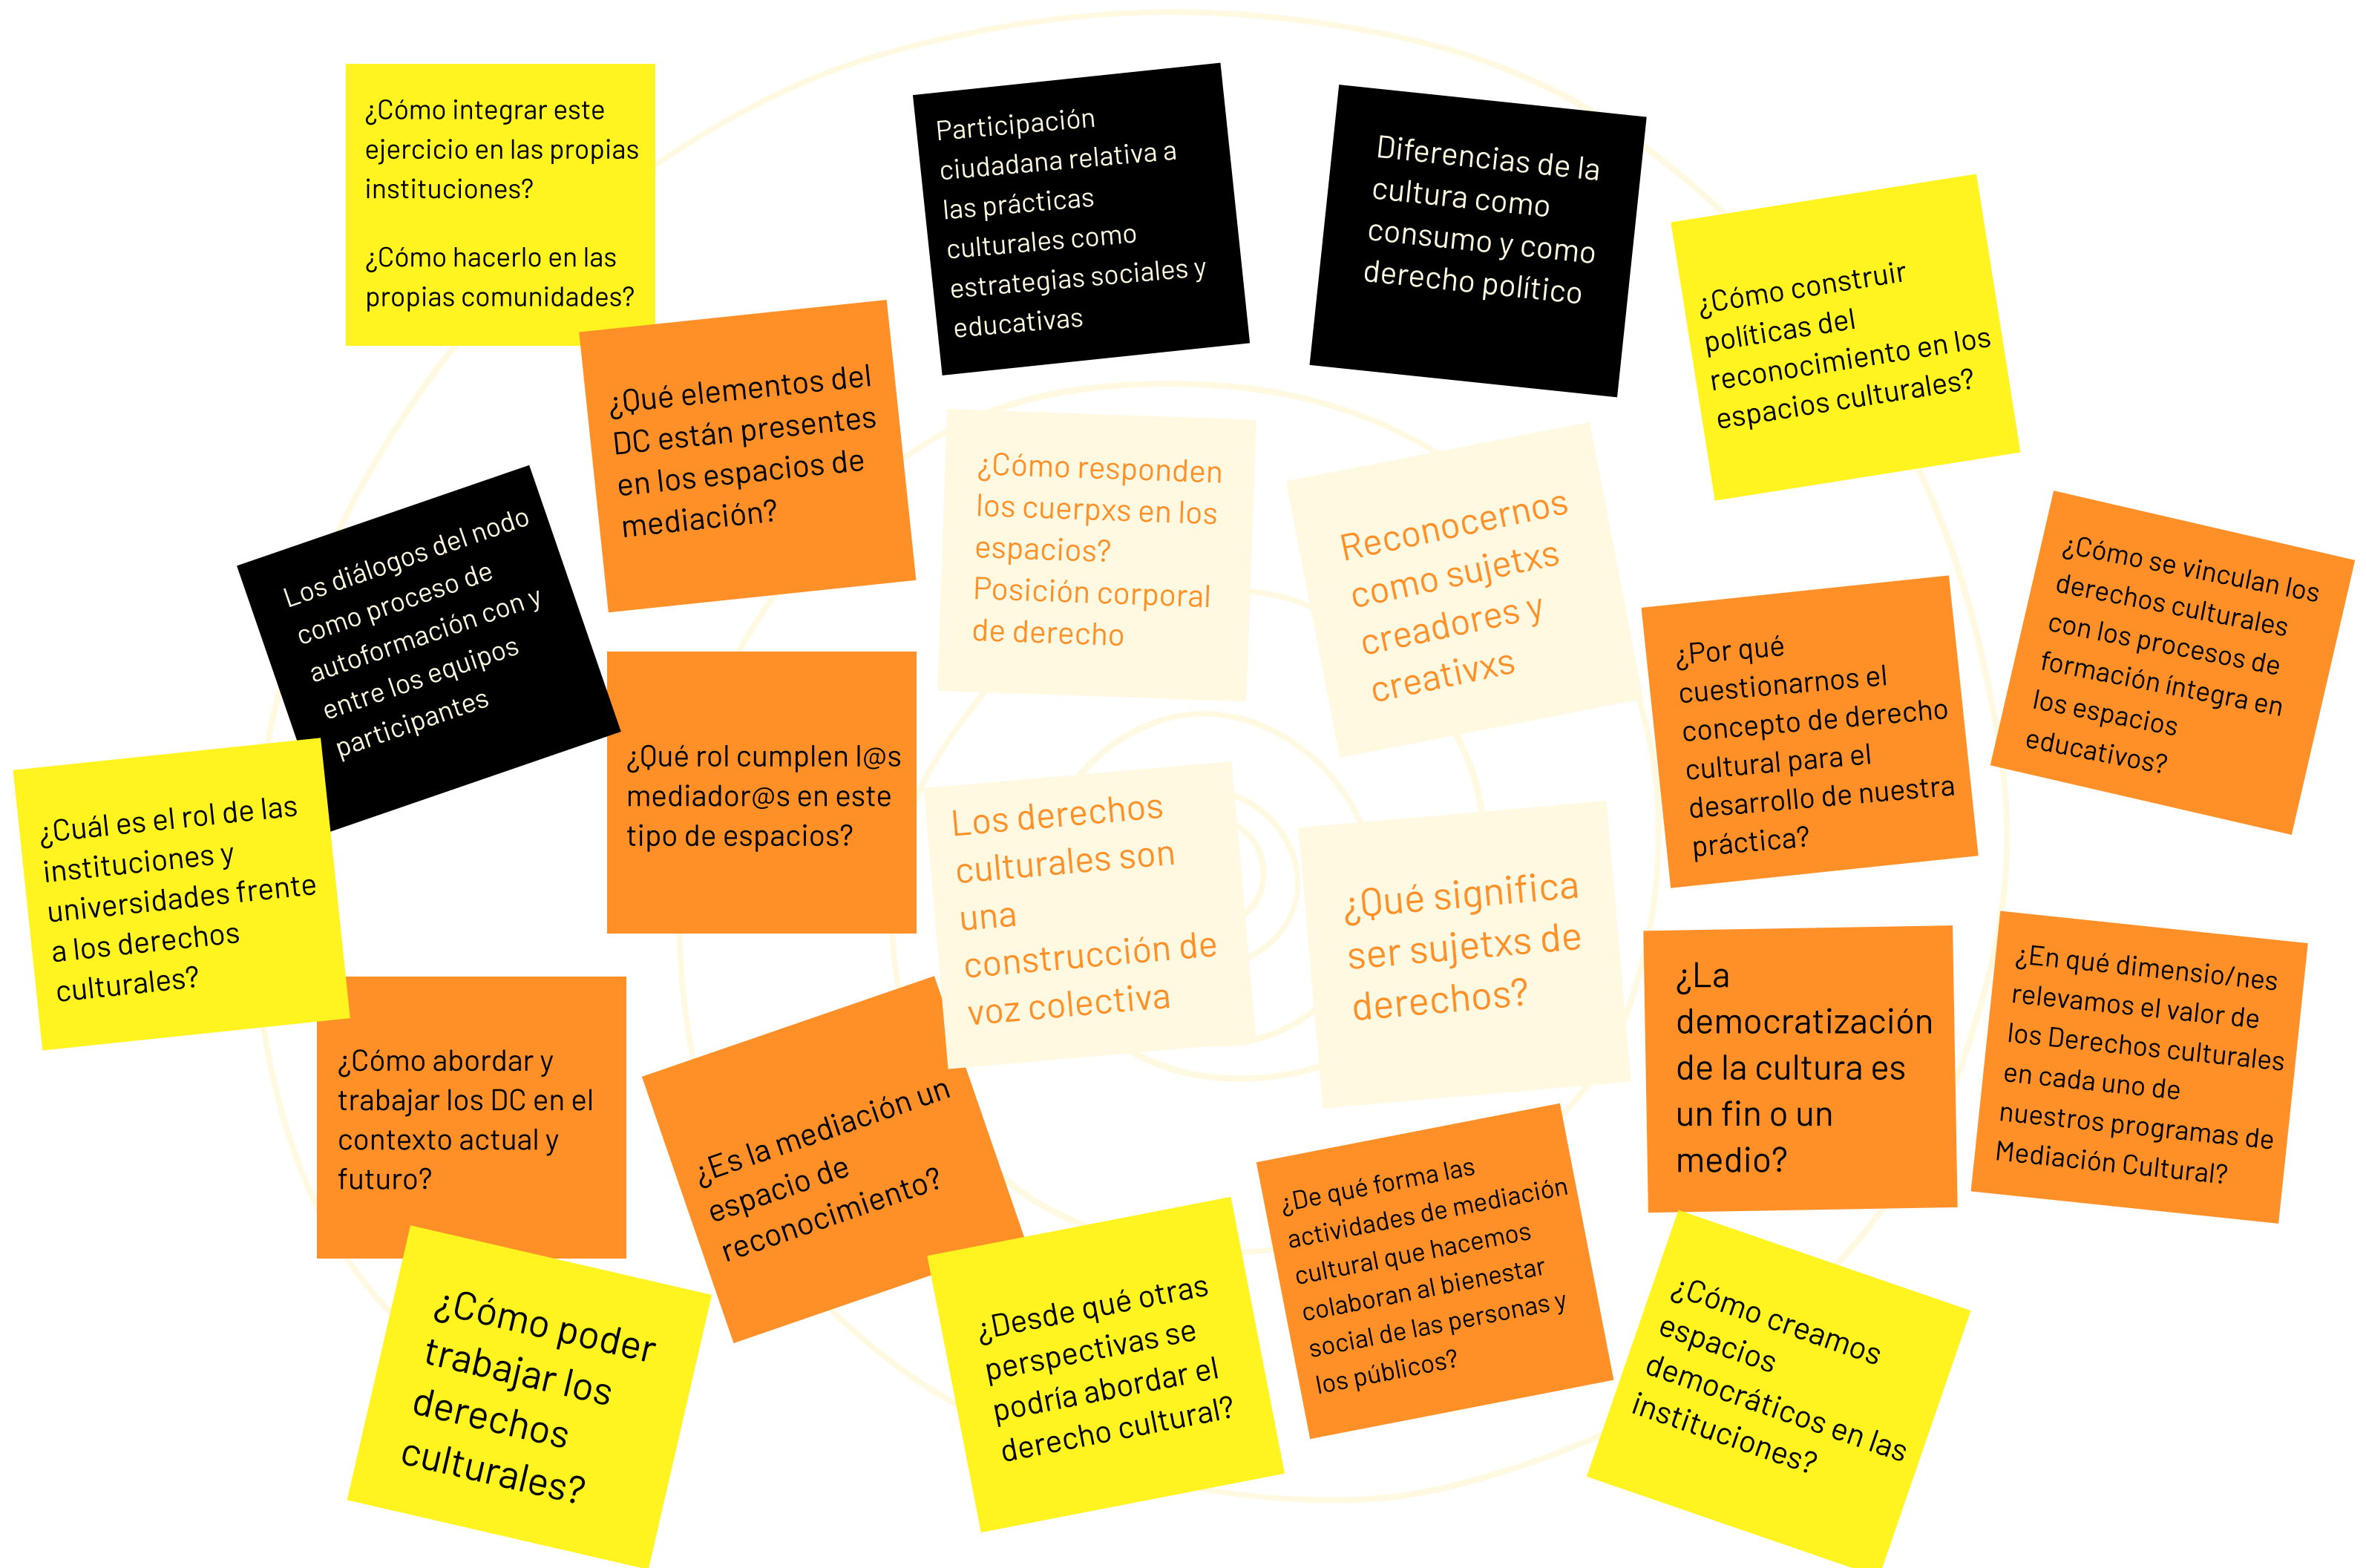 ¿Cómo integrar este
ejercicio en las propias
instituciones?
¿Cómo hacerlo en las
propias comunidades?
Participación
ciudadana relativa a
las prácticas
culturales como
estrategias sociales y
educativas
Diferencias de la
cultura como
consumo y como
derecho político
¿Cómo construir
políticas del
reconocimiento en los
espacios culturales?
¿Qué elementos del
DC están presentes
en los espacios de
mediación?
¿Cómo responden
los cuerpxs en los
espacios?
Posición corporal
de derecho
Reconocernos
como sujetxs
creadores y
creativxs
¿Cómo se vinculan los
derechos culturales
con los procesos de
formación íntegra en
los espacios
educativos?
Los diálogos del nodo
como proceso de
autoformación con y
entre los equipos
participantes
¿Qué rol cumplen l@s
mediador@s en este
tipo de espacios?
¿Por qué
cuestionarnos el
concepto de derecho
cultural para el
desarrollo de nuestra
práctica?
¿Cuál es el rol de las
instituciones y
universidades frente
a los derechos
culturales?
Los derechos
culturales son
una
construcción de
voz colectiva
¿Qué significa
ser sujetxs de
derechos?
¿La
democratización
de la cultura es
un fin o un
medio?
¿En qué dimensio/nes
relevamos el valor de
los Derechos culturales
en cada uno de
nuestros programas de
Mediación Cultural?
¿Cómo abordar y
trabajar los DC en el
contexto actual y
futuro?
¿Es la mediación un
espacio de
reconocimiento?
¿De qué forma las
actividades de mediación
cultural que hacemos
colaboran al bienestar
social de las personas y
los públicos?
¿Cómo poder
trabajar los
derechos
culturales?
¿Desde qué otras
perspectivas se
podría abordar el
derecho cultural?
¿Cómo creamos
espacios
democráticos en las
instituciones?